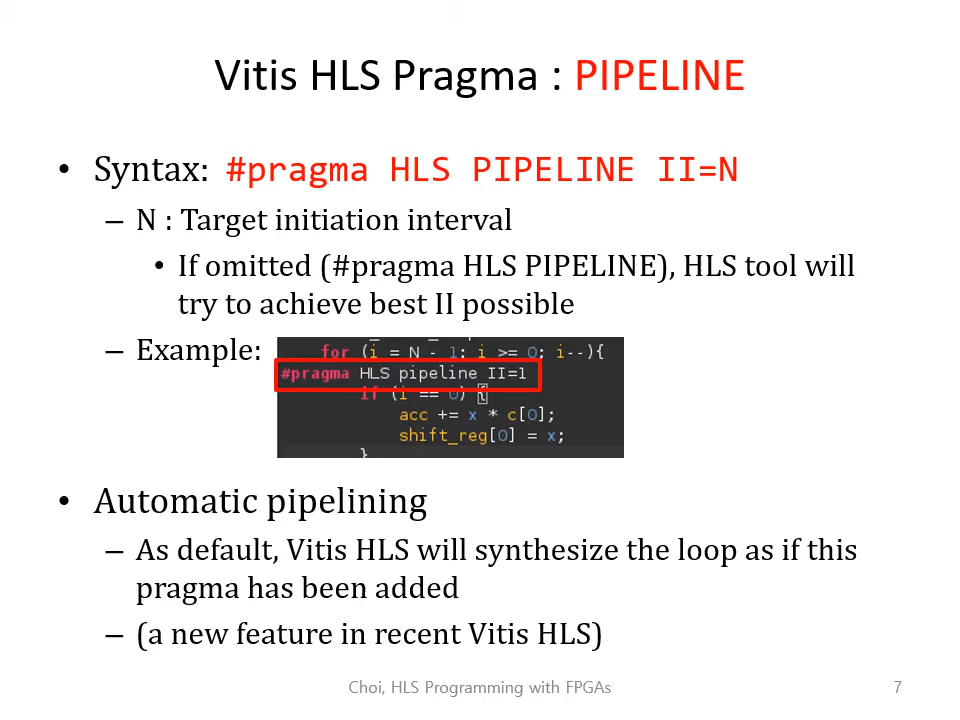 Vitis HLS Pragma : PIPELINE
• Syntax: #pragma HLS PIPELINE II=N
– N : Target initiation interval
• If omitted (#pragma HLS PIPELINE), HLS tool will
try to achieve best II possible
– Example:
for (i = N - 1; i >= 0; i--){
#pragma HLS pipeline II=1
if (i == 0) {
acc += x * c[0];
shift_reg[0] = x;
}
• Automatic pipelining
– As default, Vitis HLS will synthesize the loop as if this
pragma has been added
– (a new feature in recent Vitis HLS)
Choi, HLS Programming with FPGAs
7